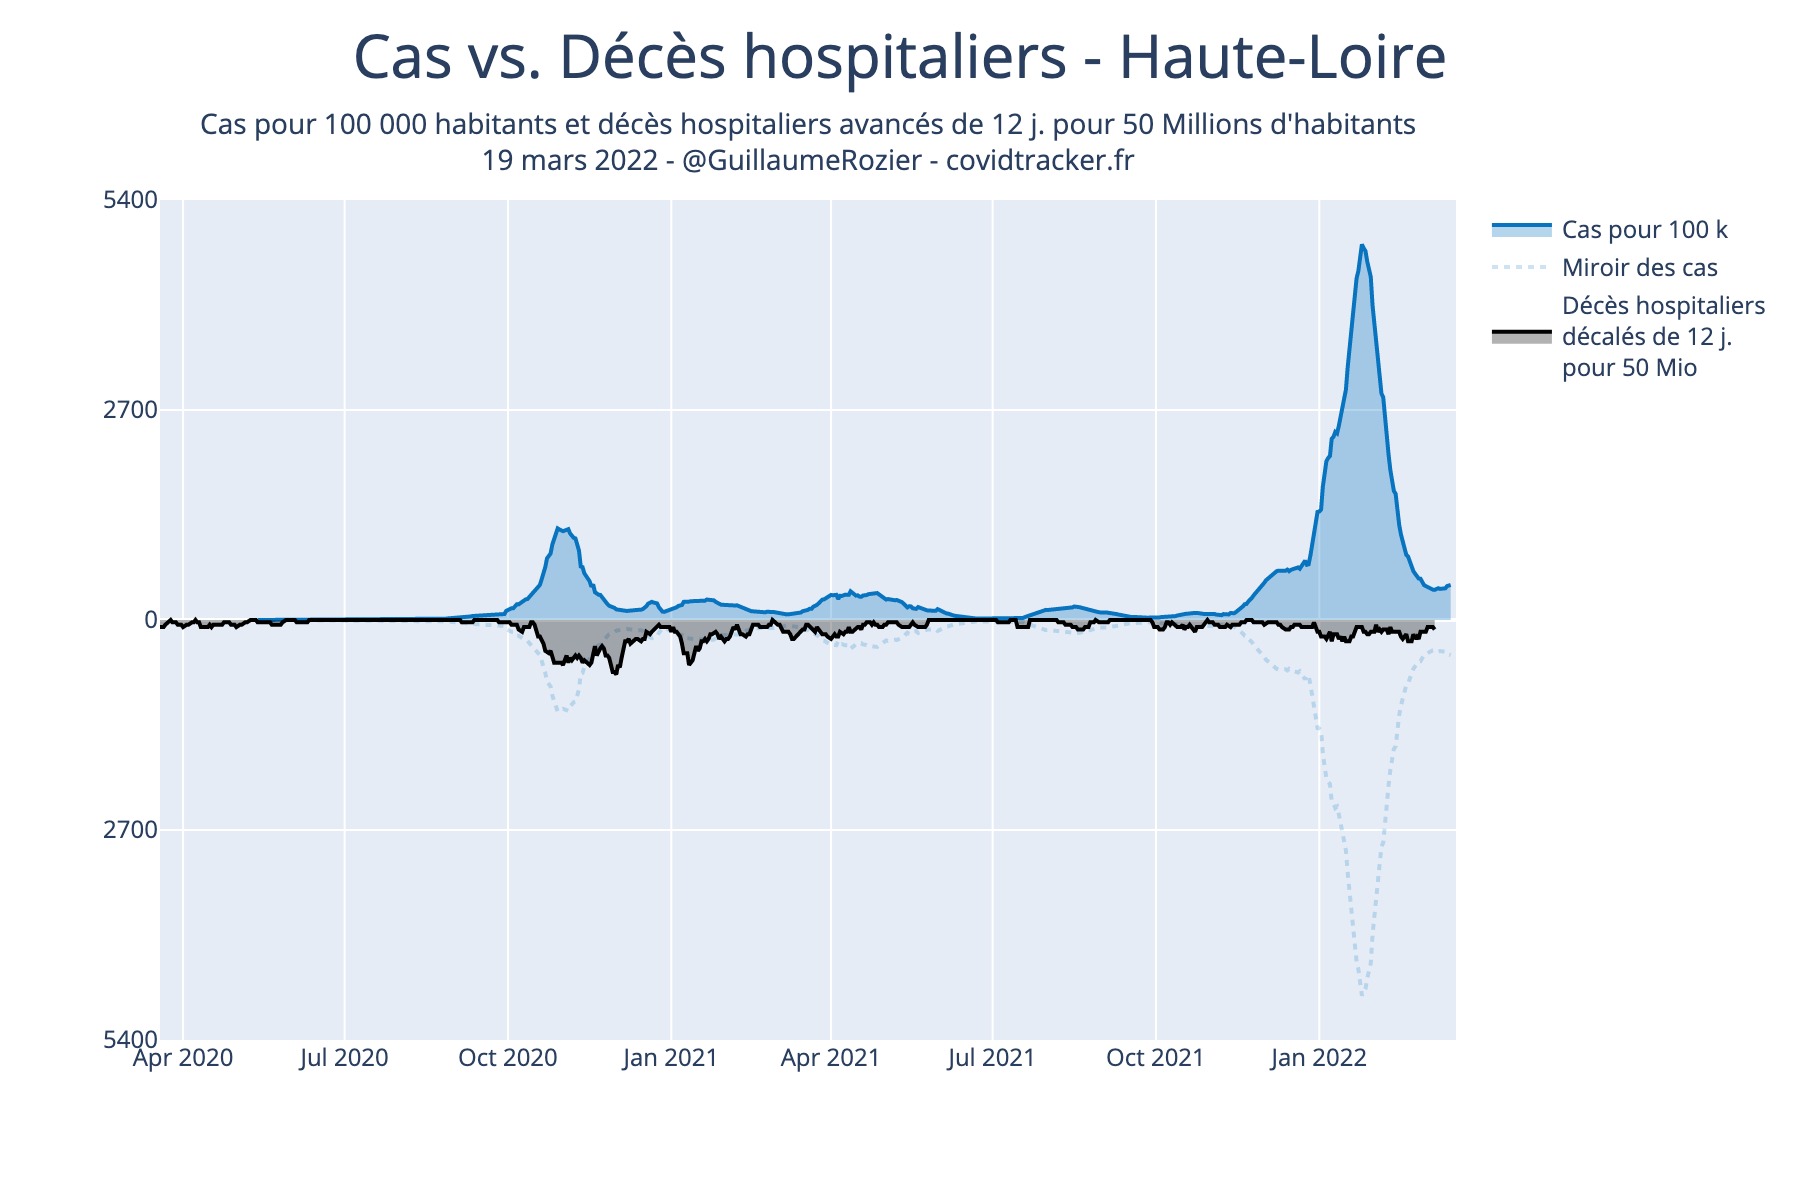 Cas vs. Décès hospitaliers - Haute-Loire
Cas pour 100 000 habitants et décès hospitaliers avancés de 12 j. pour 50 Millions d'habitants
19 mars 2022 - @GuillaumeRozier - covidtracker.fr
5400
2700
0
2700
5400
Apr 2020
Jul 2020
Oct 2020
Jan 2021
Apr 2021
Jul 2021
Oct 2021
Jan 2022
Cas pour 100 k
Miroir des cas
Décès hospitaliers
décalés de 12 j.
pour 50 Mio